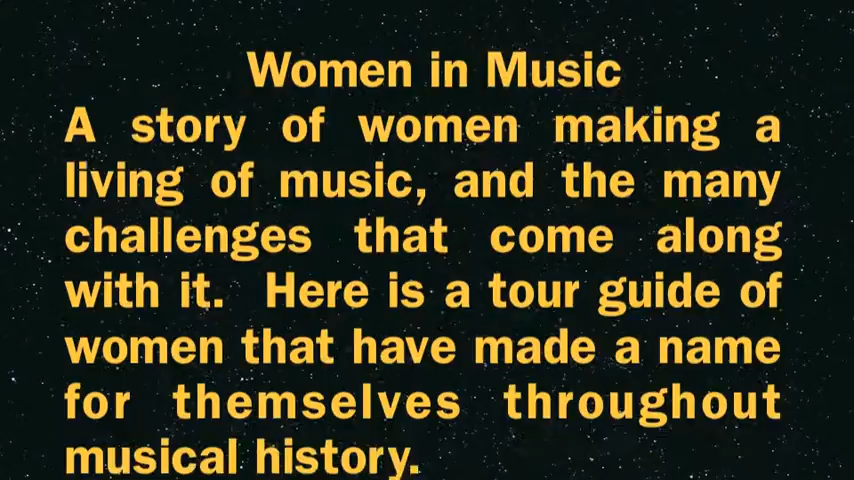 Women in Music
A story of women making a
living of music, and the many
challenges that come along
with it. Here is a tour guide of
women that have made a name
for themselves throughout
musical history.